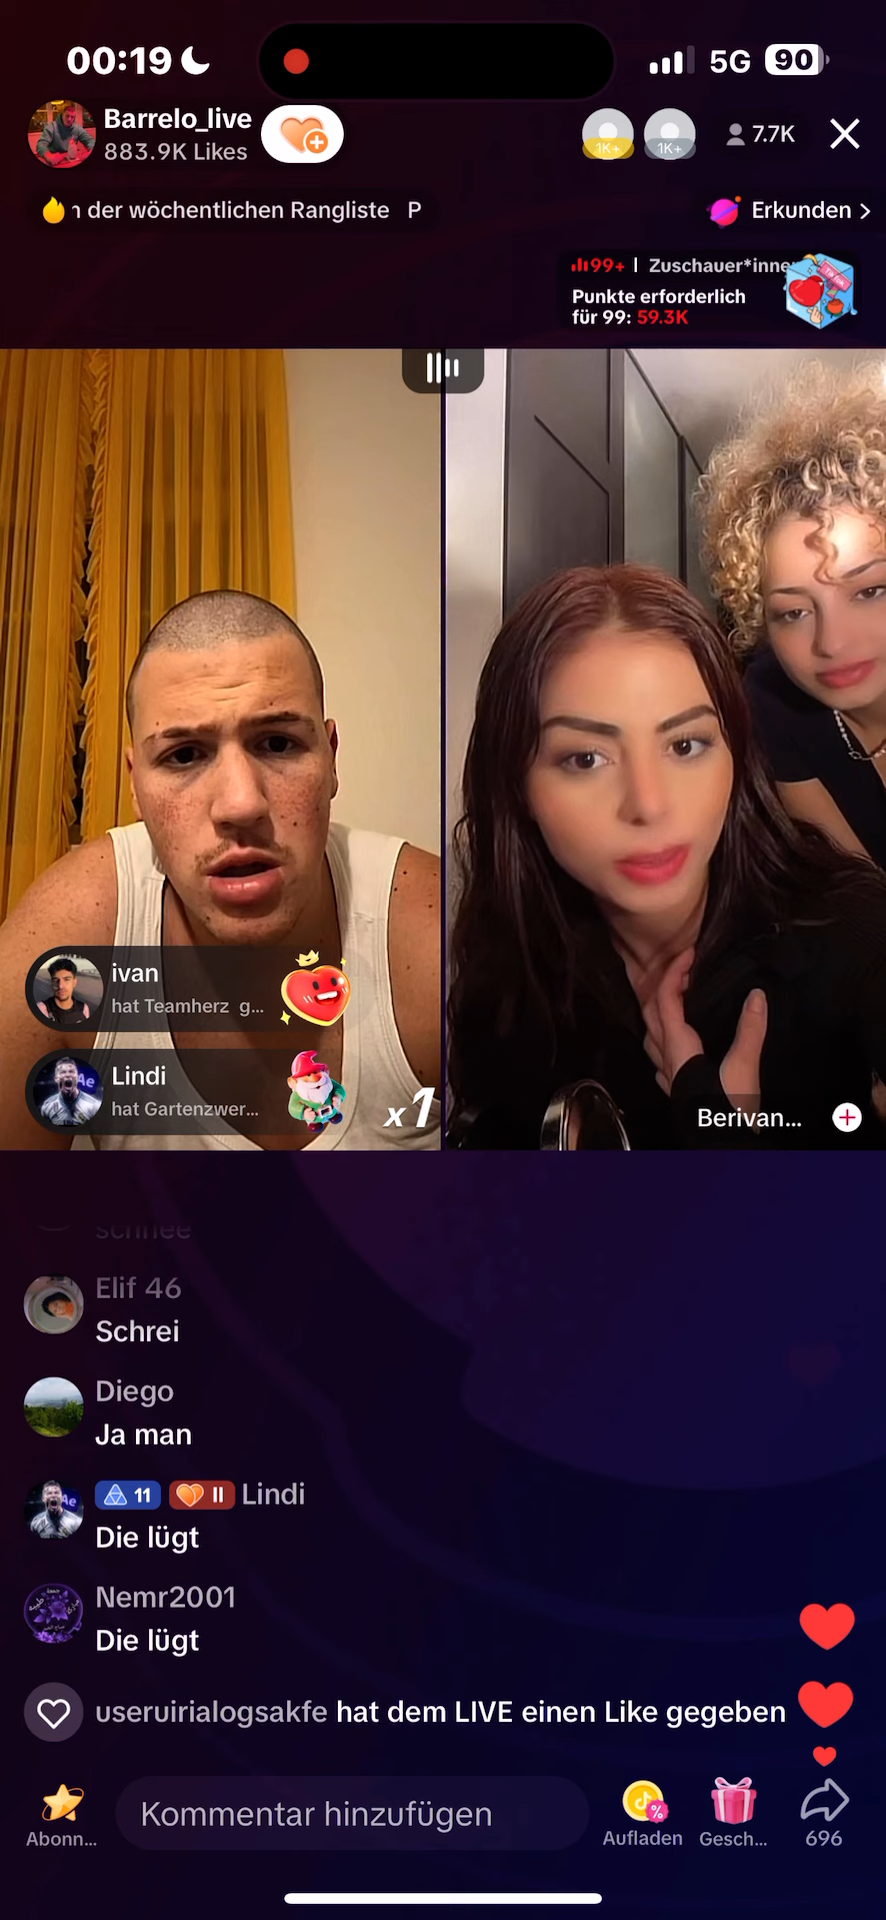 00:19
5G
90
Barrelo_live
883.9K Likes
1K+
1K+
7.7K
n der wöchentlichen Rangliste P
Erkunden >
99+ | Zuschauer*inne
Punkte erforderlich
für 99: 59.3K
ivan
hat Teamherz g...
Lindi
hat Gartenzwer...
x1
Berivan...
schnee
Elif 46
Schrei
Diego
Ja man
11 II Lindi
Die lügt
Nemr2001
Die lügt
useruirialogsakfe hat dem LIVE einen Like gegeben
Abonn...
Kommentar hinzufügen
Aufladen
Gesch...
696